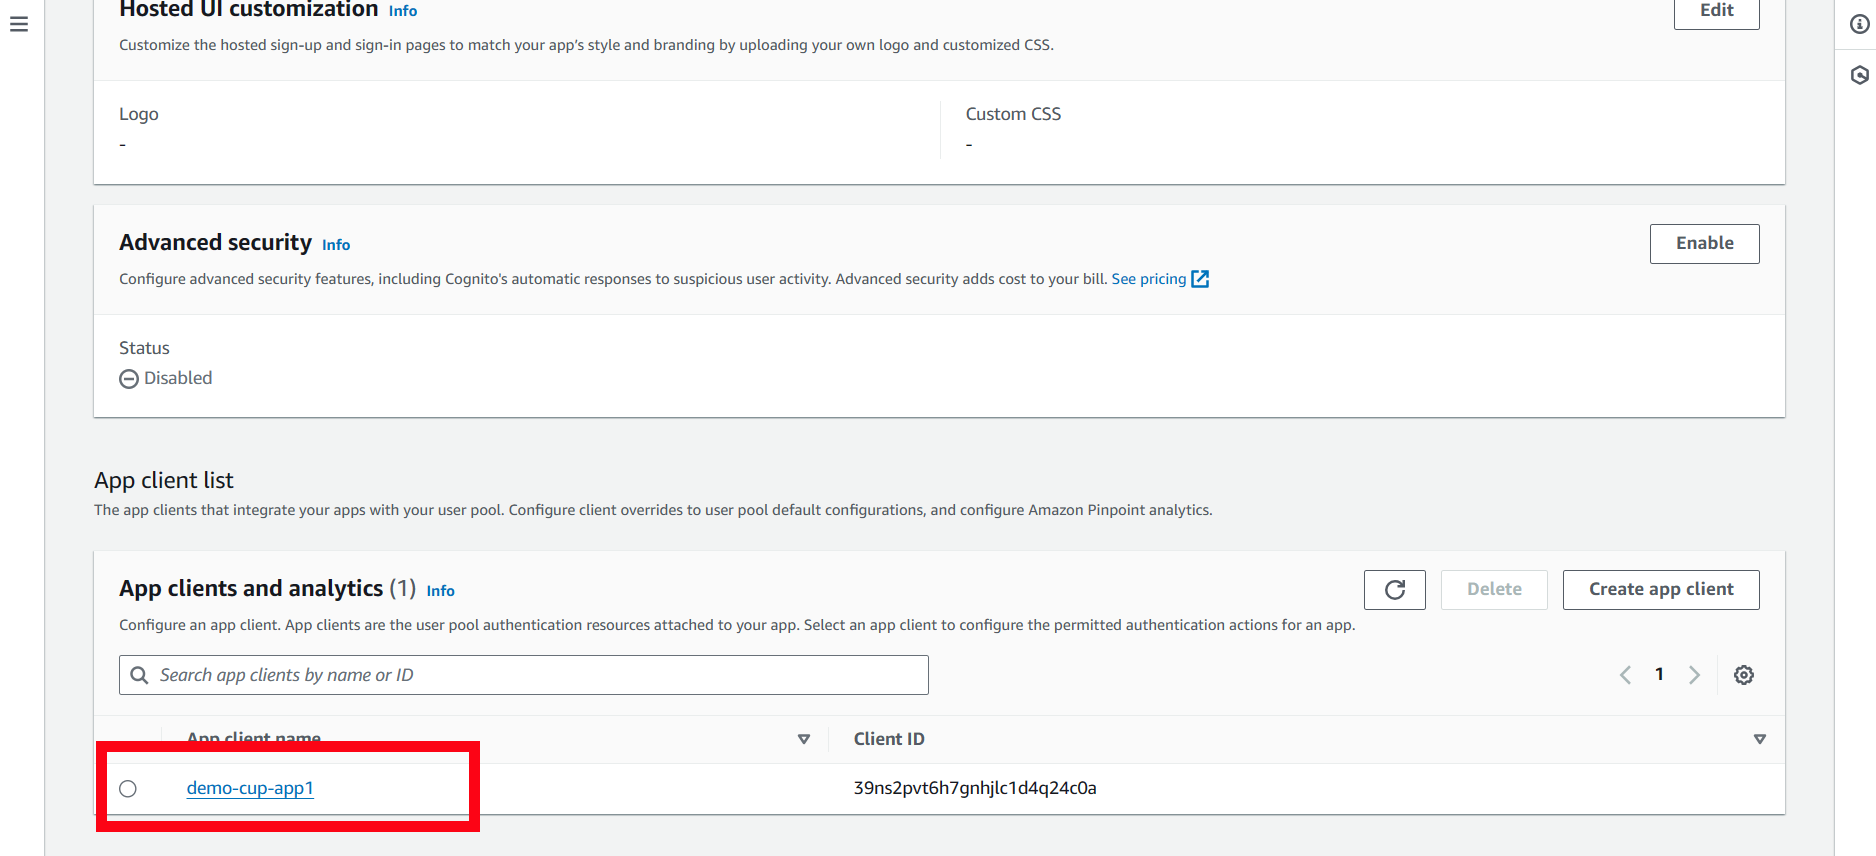 Hosted UI customization Info
Edit
Customize the hosted sign-up and sign-in pages to match your app's style and branding by uploading your own logo and customized CSS.
Logo
Custom CSS
-
-
Advanced security Info
Enable
Configure advanced security features, including Cognito's automatic responses to suspicious user activity. Advanced security adds cost to your bill. See pricing
Status
Disabled
App client list
The app clients that integrate your apps with your user pool. Configure client overrides to user pool default configurations, and configure Amazon Pinpoint analytics.
App clients and analytics (1) Info
Delete
Create app client
Configure an app client. App clients are the user pool authentication resources attached to your app. Select an app client to configure the permitted authentication actions for an app.
Search app clients by name or ID
1
App client name
Client ID
demo-cup-app1
39ns2pvt6h7gnhjlc1d4q24c0a